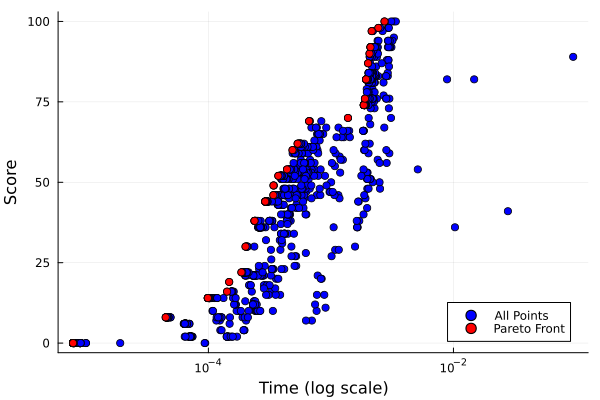 100
75
50
25
0
Score
All Points
Pareto Front
10⁻⁴
10⁻²
Time (log scale)